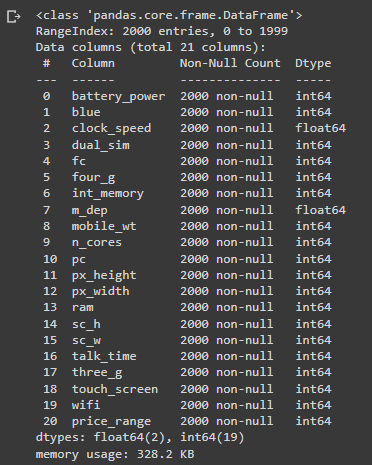 <class 'pandas.core.frame.DataFrame'>
RangeIndex: 2000 entries, 0 to 1999
Data columns (total 21 columns):
 #   Column         Non-Null Count  Dtype
---  ------         --------------  -----
 0   battery_power  2000 non-null   int64
 1   blue           2000 non-null   int64
 2   clock_speed    2000 non-null   float64
 3   dual_sim       2000 non-null   int64
 4   fc             2000 non-null   int64
 5   four_g         2000 non-null   int64
 6   int_memory     2000 non-null   int64
 7   m_dep          2000 non-null   float64
 8   mobile_wt      2000 non-null   int64
 9   n_cores        2000 non-null   int64
 10  pc             2000 non-null   int64
 11  px_height      2000 non-null   int64
 12  px_width       2000 non-null   int64
 13  ram            2000 non-null   int64
 14  sc_h           2000 non-null   int64
 15  sc_w           2000 non-null   int64
 16  talk_time      2000 non-null   int64
 17  three_g        2000 non-null   int64
 18  touch_screen   2000 non-null   int64
 19  wifi           2000 non-null   int64
 20  price_range    2000 non-null   int64
dtypes: float64(2), int64(19)
memory usage: 328.2 KB